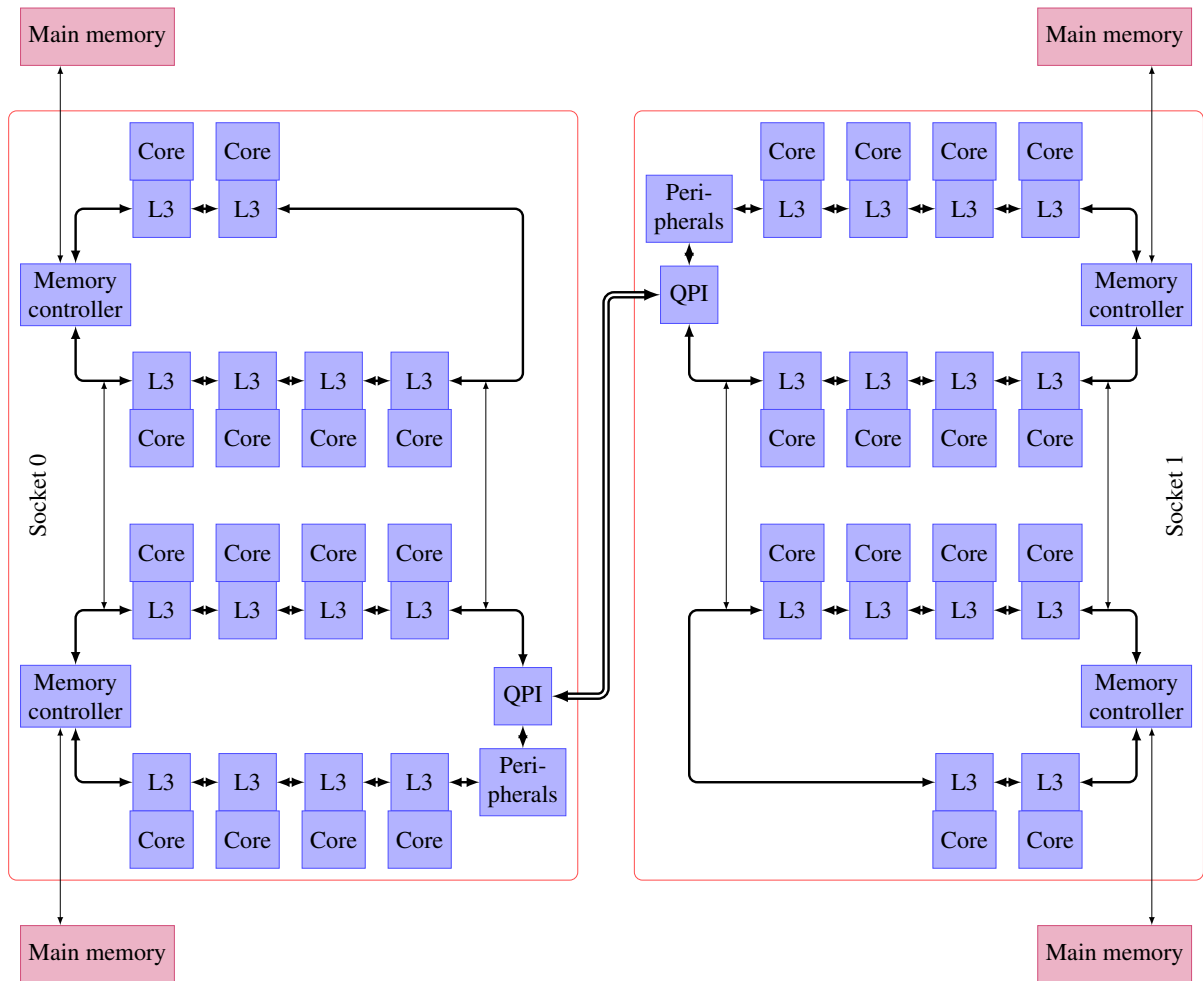 Main memory
Main memory
Core Core
Core Core Core Core
L3 L3
Peri-
pherals
L3 L3 L3 L3
Memory
controller
QPI
Memory
controller
L3 L3 L3 L3
L3 L3 L3 L3
Core Core Core Core
Core Core Core Core
Socket 0
Socket 1
Core Core Core Core
Core Core Core Core
L3 L3 L3 L3
L3 L3 L3 L3
Memory
controller
QPI
Memory
controller
L3 L3 L3 L3
Peri-
pherals
L3 L3
Core Core Core Core
Core Core
Main memory
Main memory